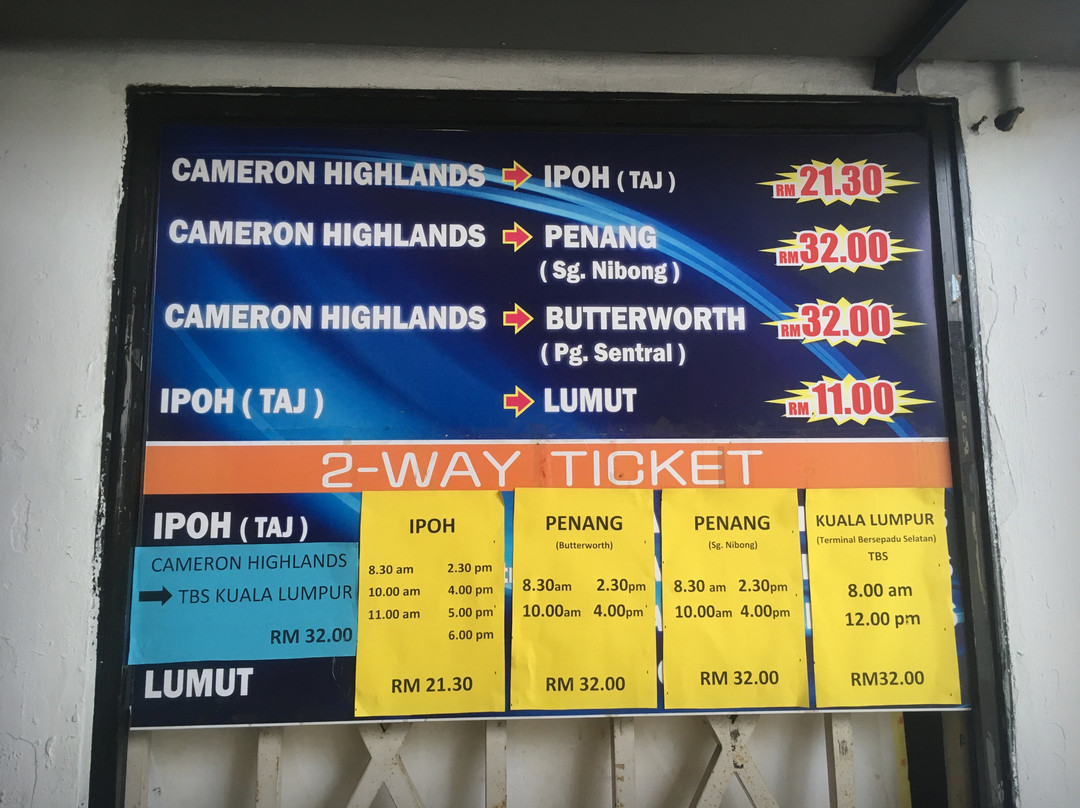 CAMERON HIGHLANDS IPOH ( TAJ ) RM 21.30
CAMERON HIGHLANDS PENANG RM 32.00
( Sg. Nibong )
CAMERON HIGHLANDS BUTTERWORTH RM 32.00
( Pg. Sentral )
IPOH ( TAJ ) LUMUT RM 11.00
2-WAY TICKET
IPOH ( TAJ )
CAMERON HIGHLANDS
TBS KUALA LUMPUR
RM 32.00
LUMUT
IPOH
8.30 am 2.30 pm
10.00 am 4.00 pm
11.00 am 5.00 pm
6.00 pm
RM 21.30
PENANG
(Butterworth)
8.30am 2.30pm
10.00am 4.00pm
RM 32.00
PENANG
(Sg. Nibong)
8.30 am 2.30pm
10.00am 4.00pm
RM 32.00
KUALA LUMPUR
(Terminal Bersepadu Selatan)
TBS
8.00 am
12.00 pm
RM32.00